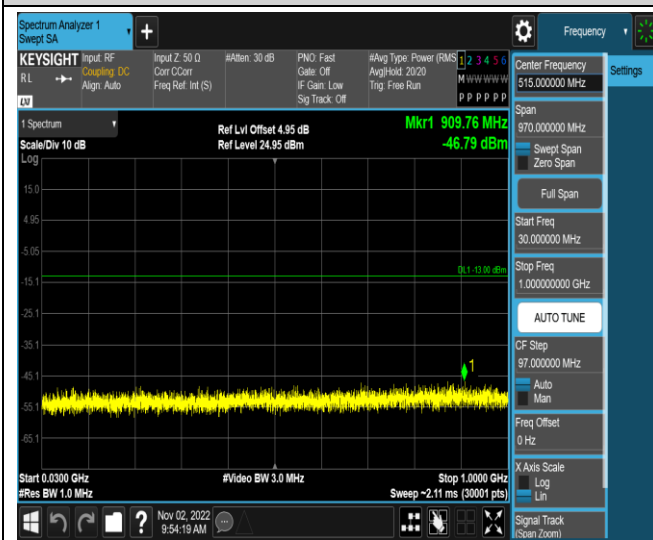 Spectrum Analyzer 1
Swept SA
+
Frequency
KEYSIGHT
RL
LXI
Input: RF
Coupling: DC
Align: Auto
Input Z: 50 Ω
Corr CCorr
Freq Ref: Int (S)
#Atten: 30 dB
PNO: Fast
Gate: Off
IF Gain: Low
Sig Track: Off
#Avg Type: Power (RMS
Avg|Hold: 20/20
Trig: Free Run
1 2 3 4 5 6
M W W W W W
P P P P P P
1 Spectrum
Scale/Div 10 dB
Log
Ref Lvl Offset 4.95 dB
Ref Level 24.95 dBm
Mkr1 909.76 MHz
-46.79 dBm
15.0
4.95
-5.05
-15.1
-25.1
-35.1
-45.1
-55.1
-65.1
DL1 -13.00 dBm
1
Start 0.0300 GHz
#Res BW 1.0 MHz
#Video BW 3.0 MHz
Stop 1.0000 GHz
Sweep ~2.11 ms (30001 pts)
?
Nov 02, 2022
9:54:19 AM
Center Frequency
515.000000 MHz
Settings
Span
970.000000 MHz
Swept Span
Zero Span
Full Span
Start Freq
30.000000 MHz
Stop Freq
1.000000000 GHz
AUTO TUNE
CF Step
97.000000 MHz
Auto
Man
Freq Offset
0 Hz
X Axis Scale
Log
Lin
Signal Track
(Span Zoom)